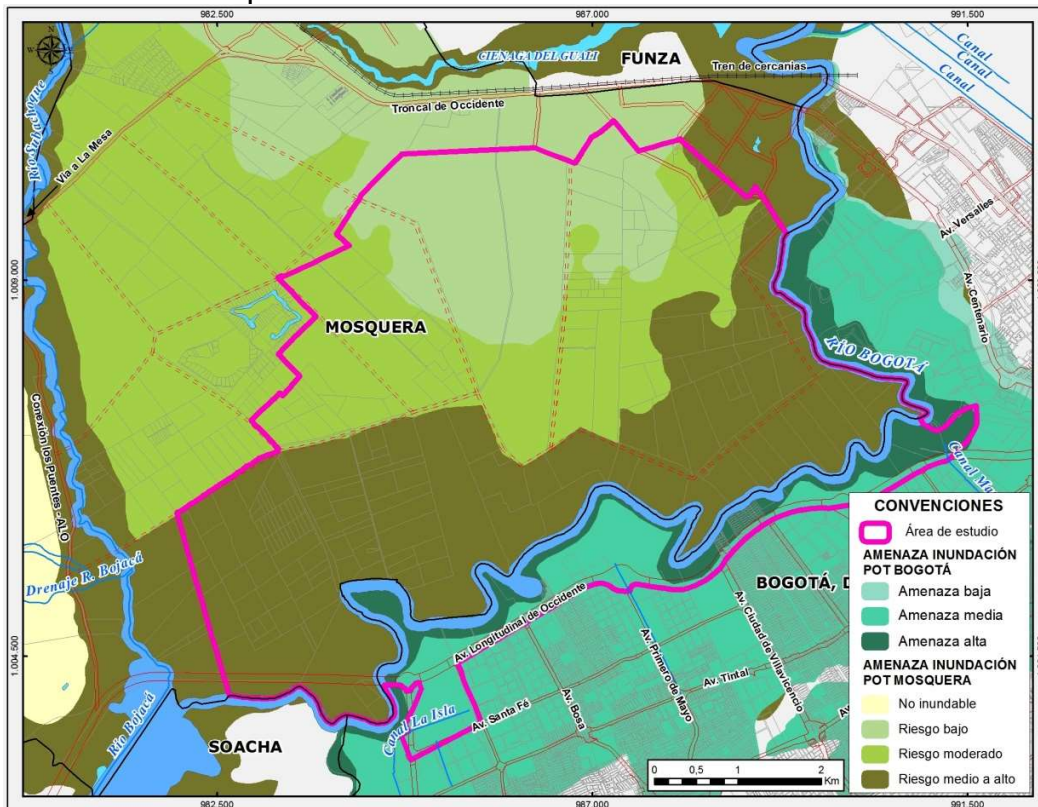 982.500
987.000
991.500
N
W
E
S
CIENAGA DEL GUALI
FUNZA
Tren de cercanías
Canal
Canal
Canal
Troncal de Occidente
Río Subachoque
Vía a La Mesa
Av. Versalles
Av. Centenario
1.009.000
MOSQUERA
RÍO BOGOTÁ
Conexión los Puentes - ALO
Canal Ma
Drenaje R. Bojacá
BOGOTÁ, D
Av. Longitudinal de Occidente
Av. Ciudad de Villavicencio
Av. Primero de Mayo
Av. Tintal
1.004.500
Av. Santa Fé
Av. Bosa
Av
Canal La Isla
Río Bojacá
SOACHA
CONVENCIONES
Área de estudio
AMENAZA INUNDACIÓN
POT BOGOTÁ
Amenaza baja
Amenaza media
Amenaza alta
AMENAZA INUNDACIÓN
POT MOSQUERA
No inundable
Riesgo bajo
Riesgo moderado
Riesgo medio a alto
0 0,5 1 2
Km
982.500
987.000
991.500